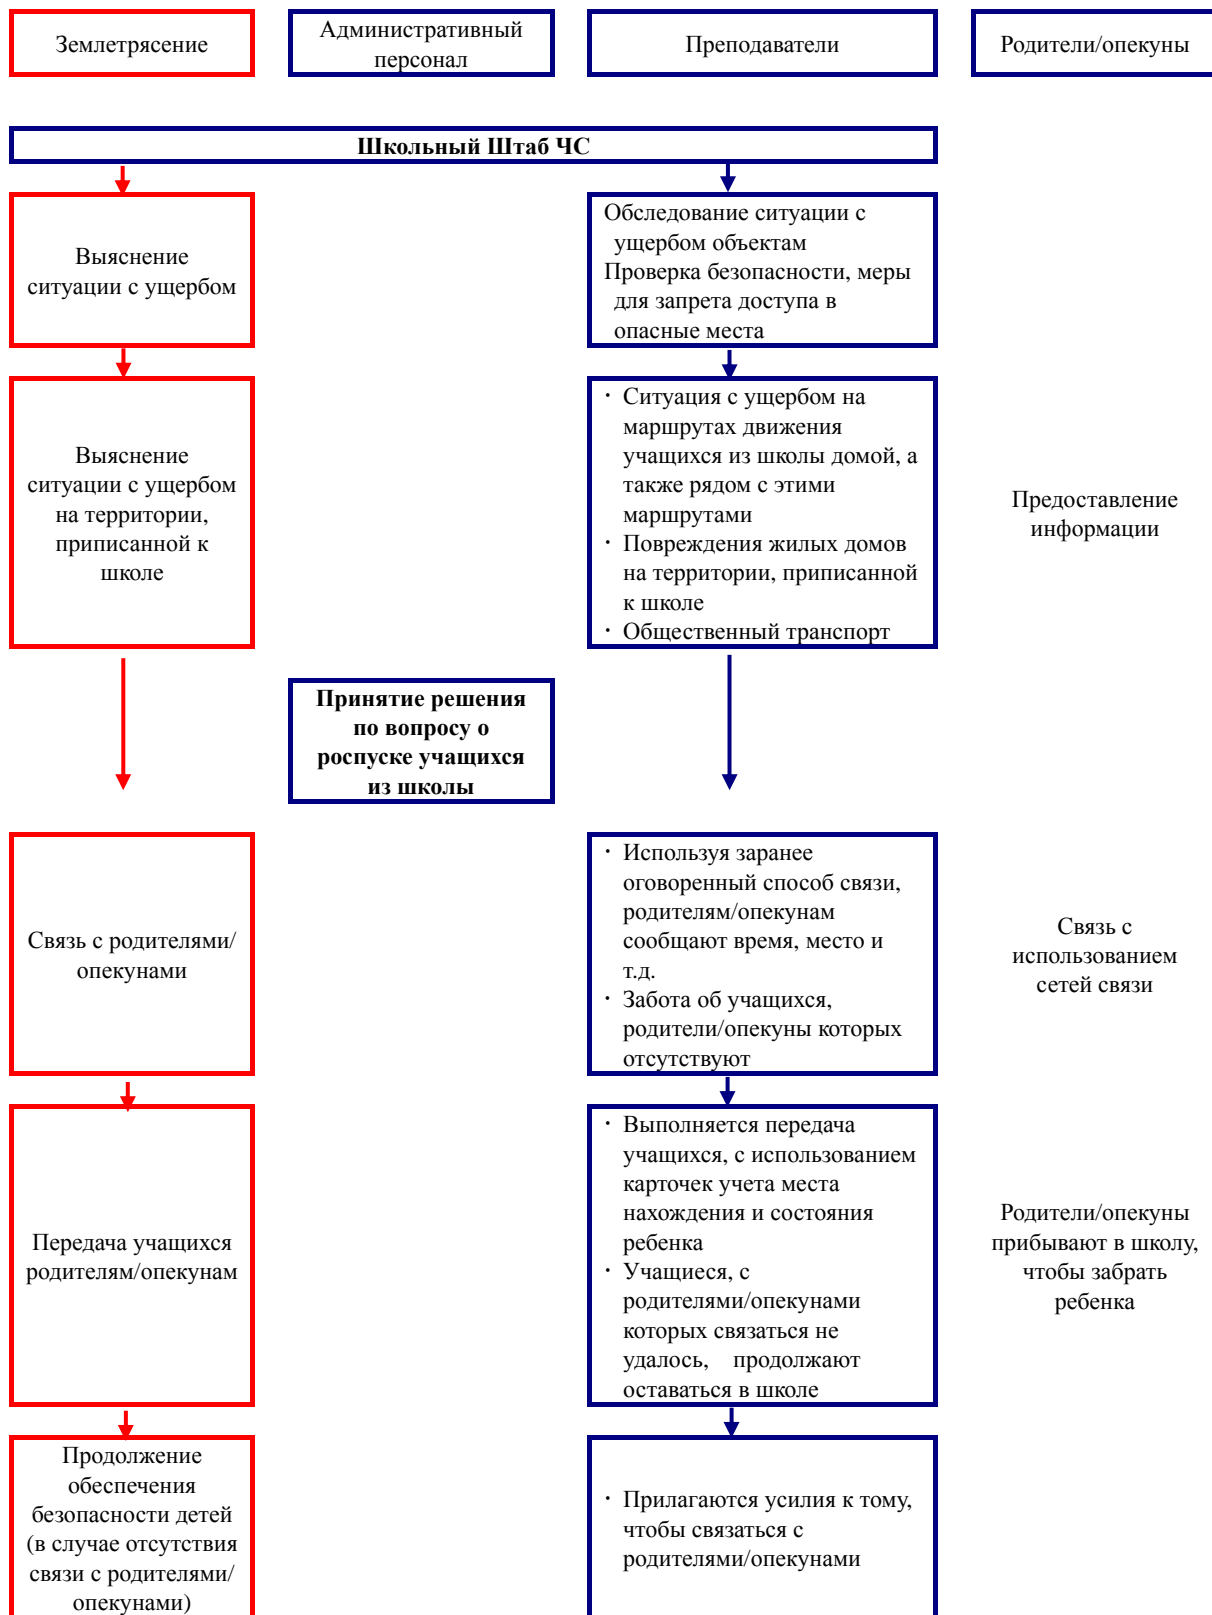 Землетрясение
Административный
персонал
Преподаватели
Родители/опекуны
Школьный Штаб ЧС
Выяснение
ситуации с ущербом
Обследование ситуации с
ущербом объектам
Проверка безопасности, меры
для запрета доступа в
опасные места
Выяснение
ситуации с ущербом
на территории,
приписанной к
школе
· Ситуация с ущербом на
маршрутах движения
учащихся из школы домой, а
также рядом с этими
маршрутами
· Повреждения жилых домов
на территории, приписанной
к школе
· Общественный транспорт
Предоставление
информации
Принятие решения
по вопросу о
роспуске учащихся
из школы
Связь с родителями/
опекунами
· Используя заранее
оговоренный способ связи,
родителям/опекунам
сообщают время, место и
т.д.
· Забота об учащихся,
родители/опекуны которых
отсутствуют
Связь с
использованием
сетей связи
Передача учащихся
родителям/опекунам
· Выполняется передача
учащихся, с использованием
карточек учета места
нахождения и состояния
ребенка
· Учащиеся, с
родителями/опекунами
которых связаться не
удалось, продолжают
оставаться в школе
Родители/опекуны
прибывают в школу,
чтобы забрать
ребенка
Продолжение
обеспечения
безопасности детей
(в случае отсутствия
связи с родителями/
опекунами)
· Прилагаются усилия к тому,
чтобы связаться с
родителями/опекунами